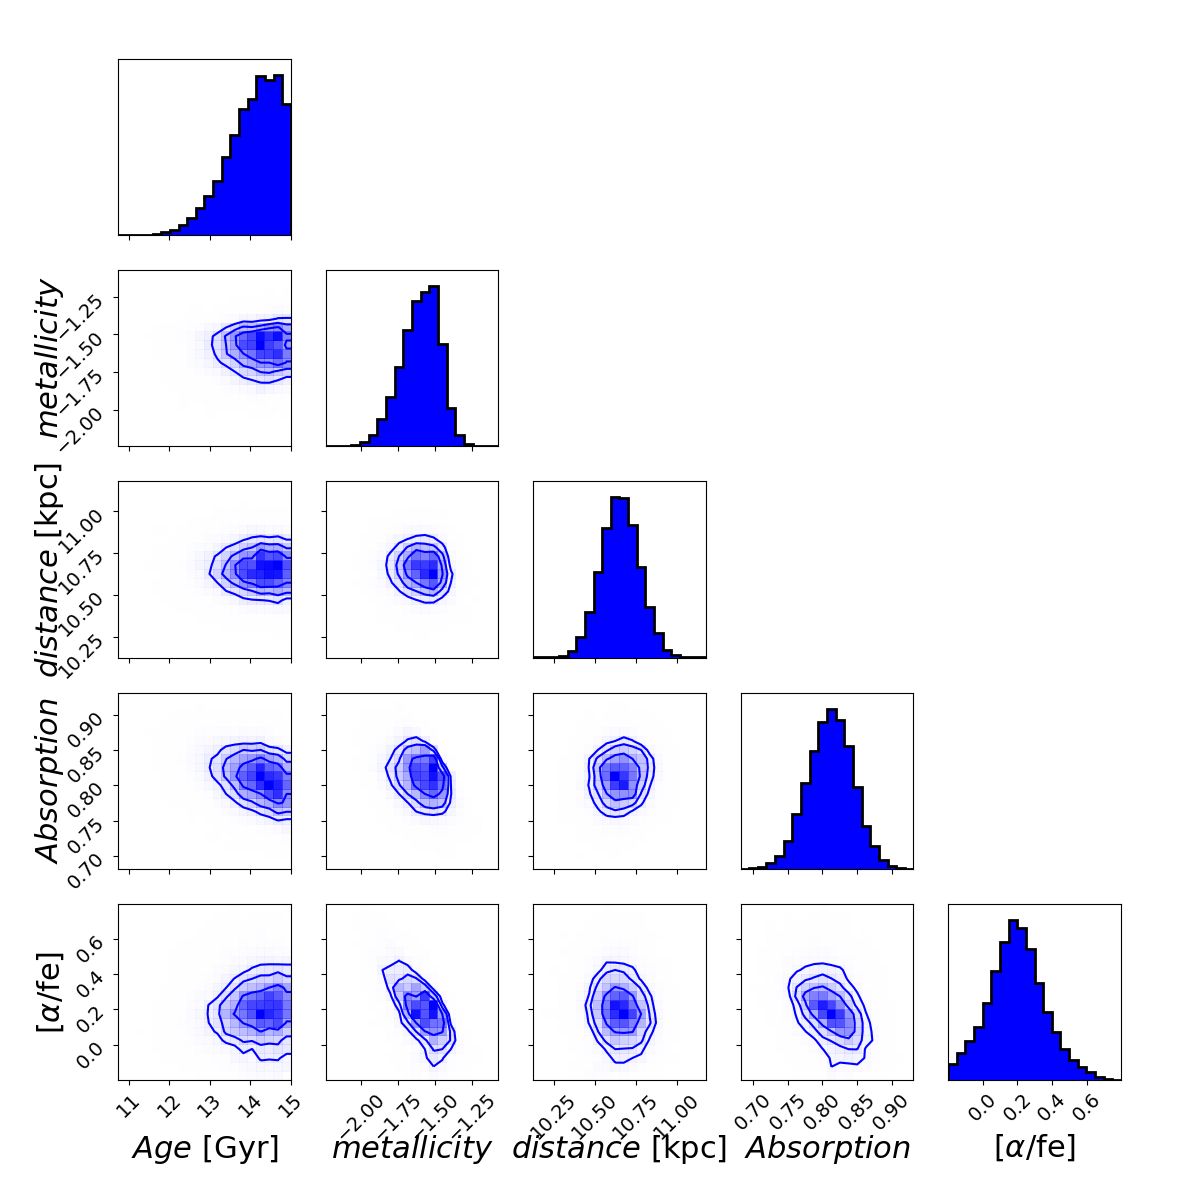 metallicity
−1.25
−1.50
−1.75
−2.00
distance [kpc]
11.00
10.75
10.50
10.25
Absorption
0.90
0.85
0.80
0.75
0.70
[α/fe]
0.6
0.4
0.2
0.0
11 12 13 14 15
−2.00 −1.75 −1.50 −1.25
10.25 10.50 10.75 11.00
0.70 0.75 0.80 0.85 0.90
0.0 0.2 0.4 0.6
Age [Gyr] metallicity distance [kpc] Absorption [α/fe]